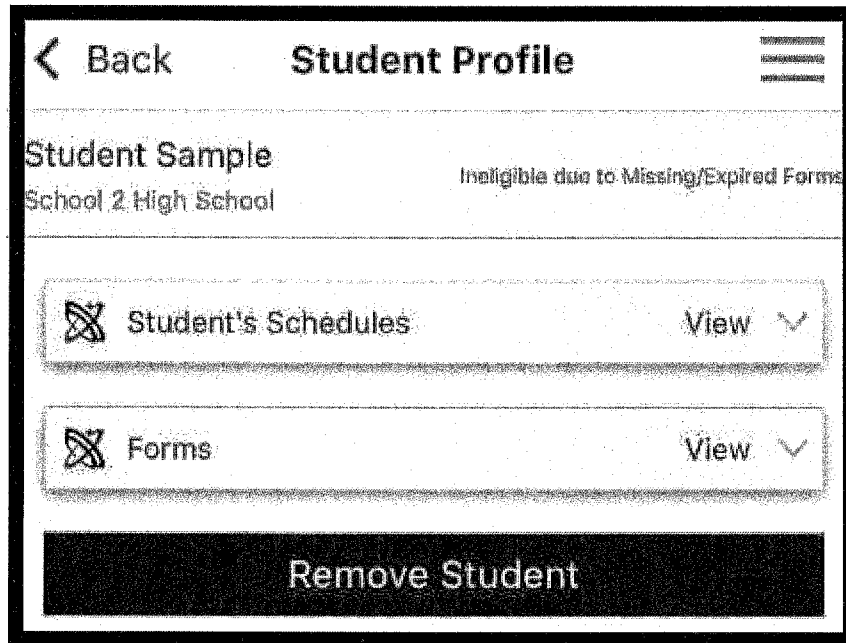 Back Student Profile
Student Sample
Ineligible due to Missing/Expired Forms
School 2 High School
Student's Schedules View
Forms View
Remove Student